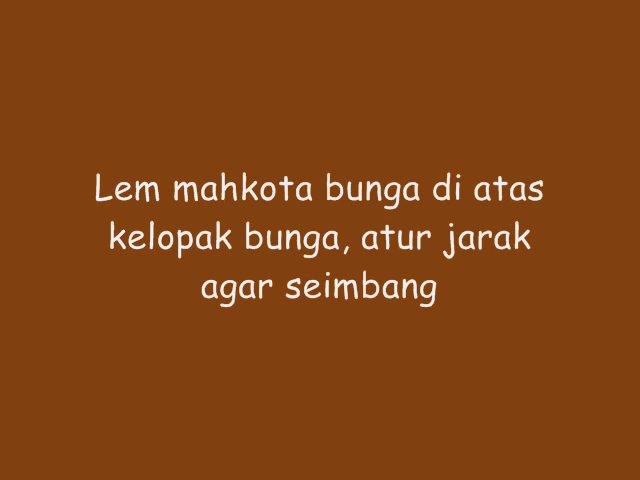 Lem mahkota bunga di atas
kelopak bunga, atur jarak
agar seimbang